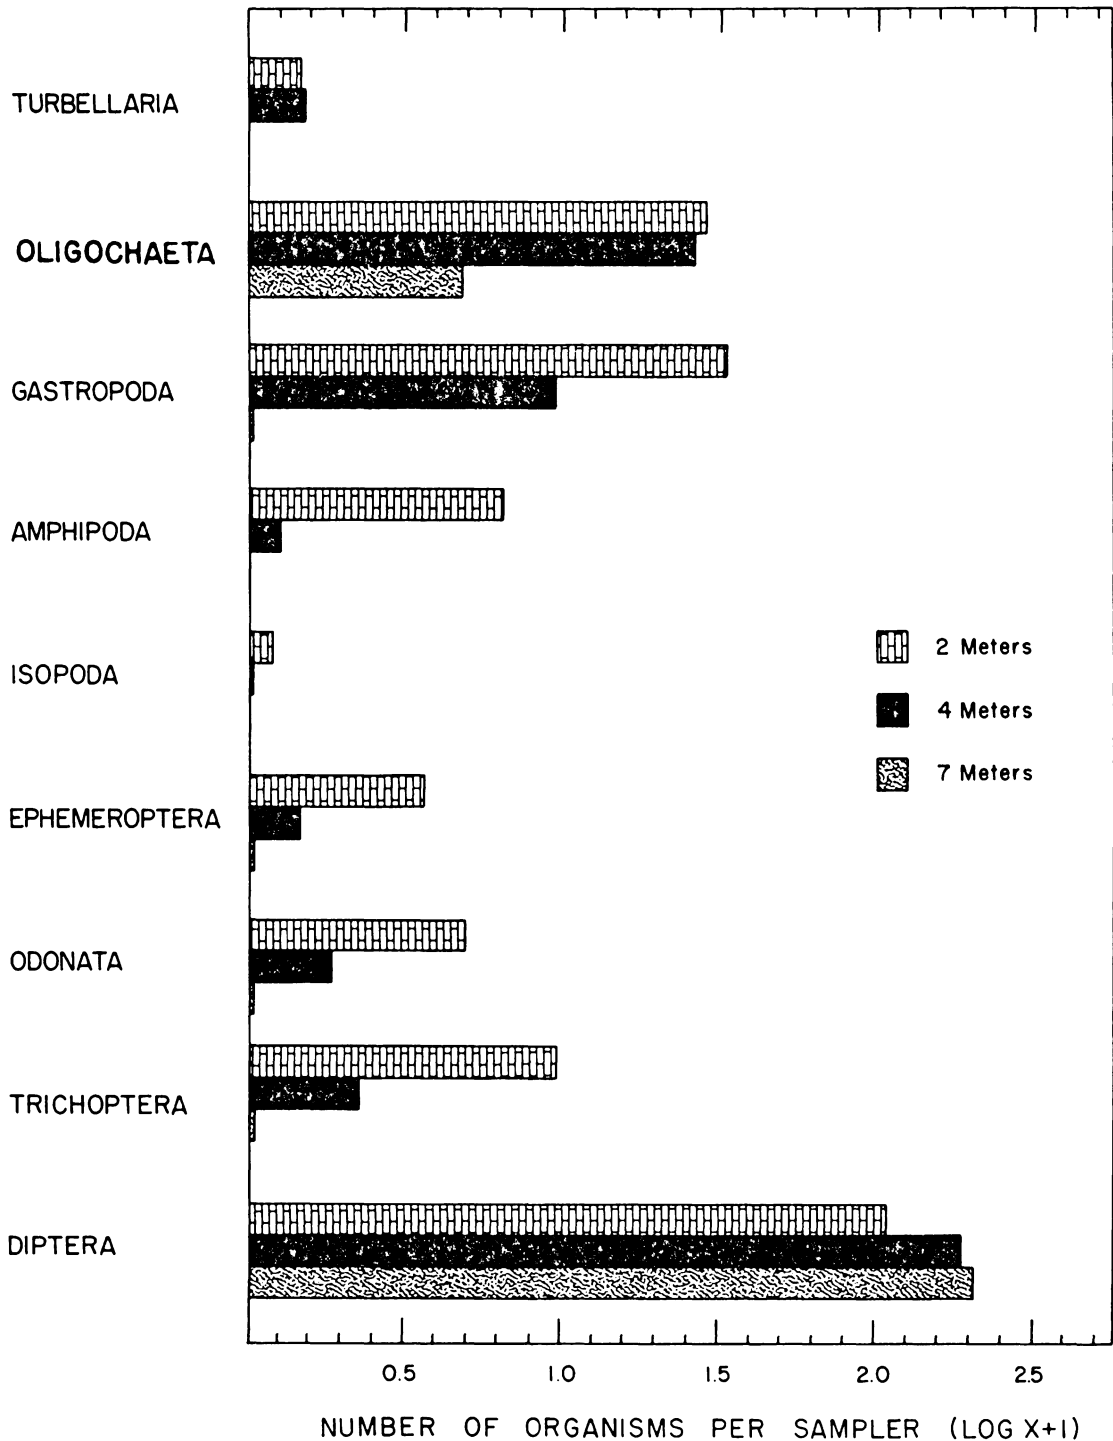 TURBELLARIA
OLIGOCHAETA
GASTROPODA
AMPHIPODA
ISOPODA
EPHEMEROPTERA
ODONATA
TRICHOPTERA
DIPTERA
2 Meters
4 Meters
7 Meters
0.5 1.0 1.5 2.0 2.5
NUMBER OF ORGANISMS PER SAMPLER (LOG X+1)